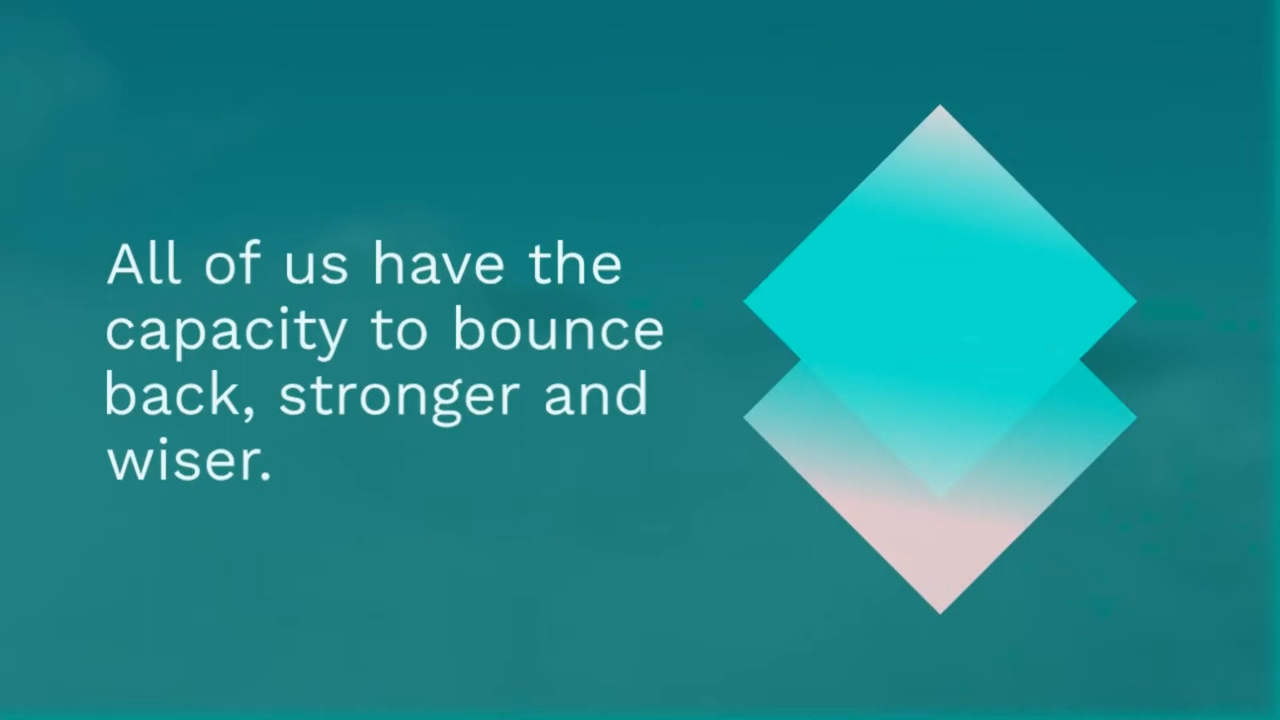 All of us have the
capacity to bounce
back, stronger and
wiser.